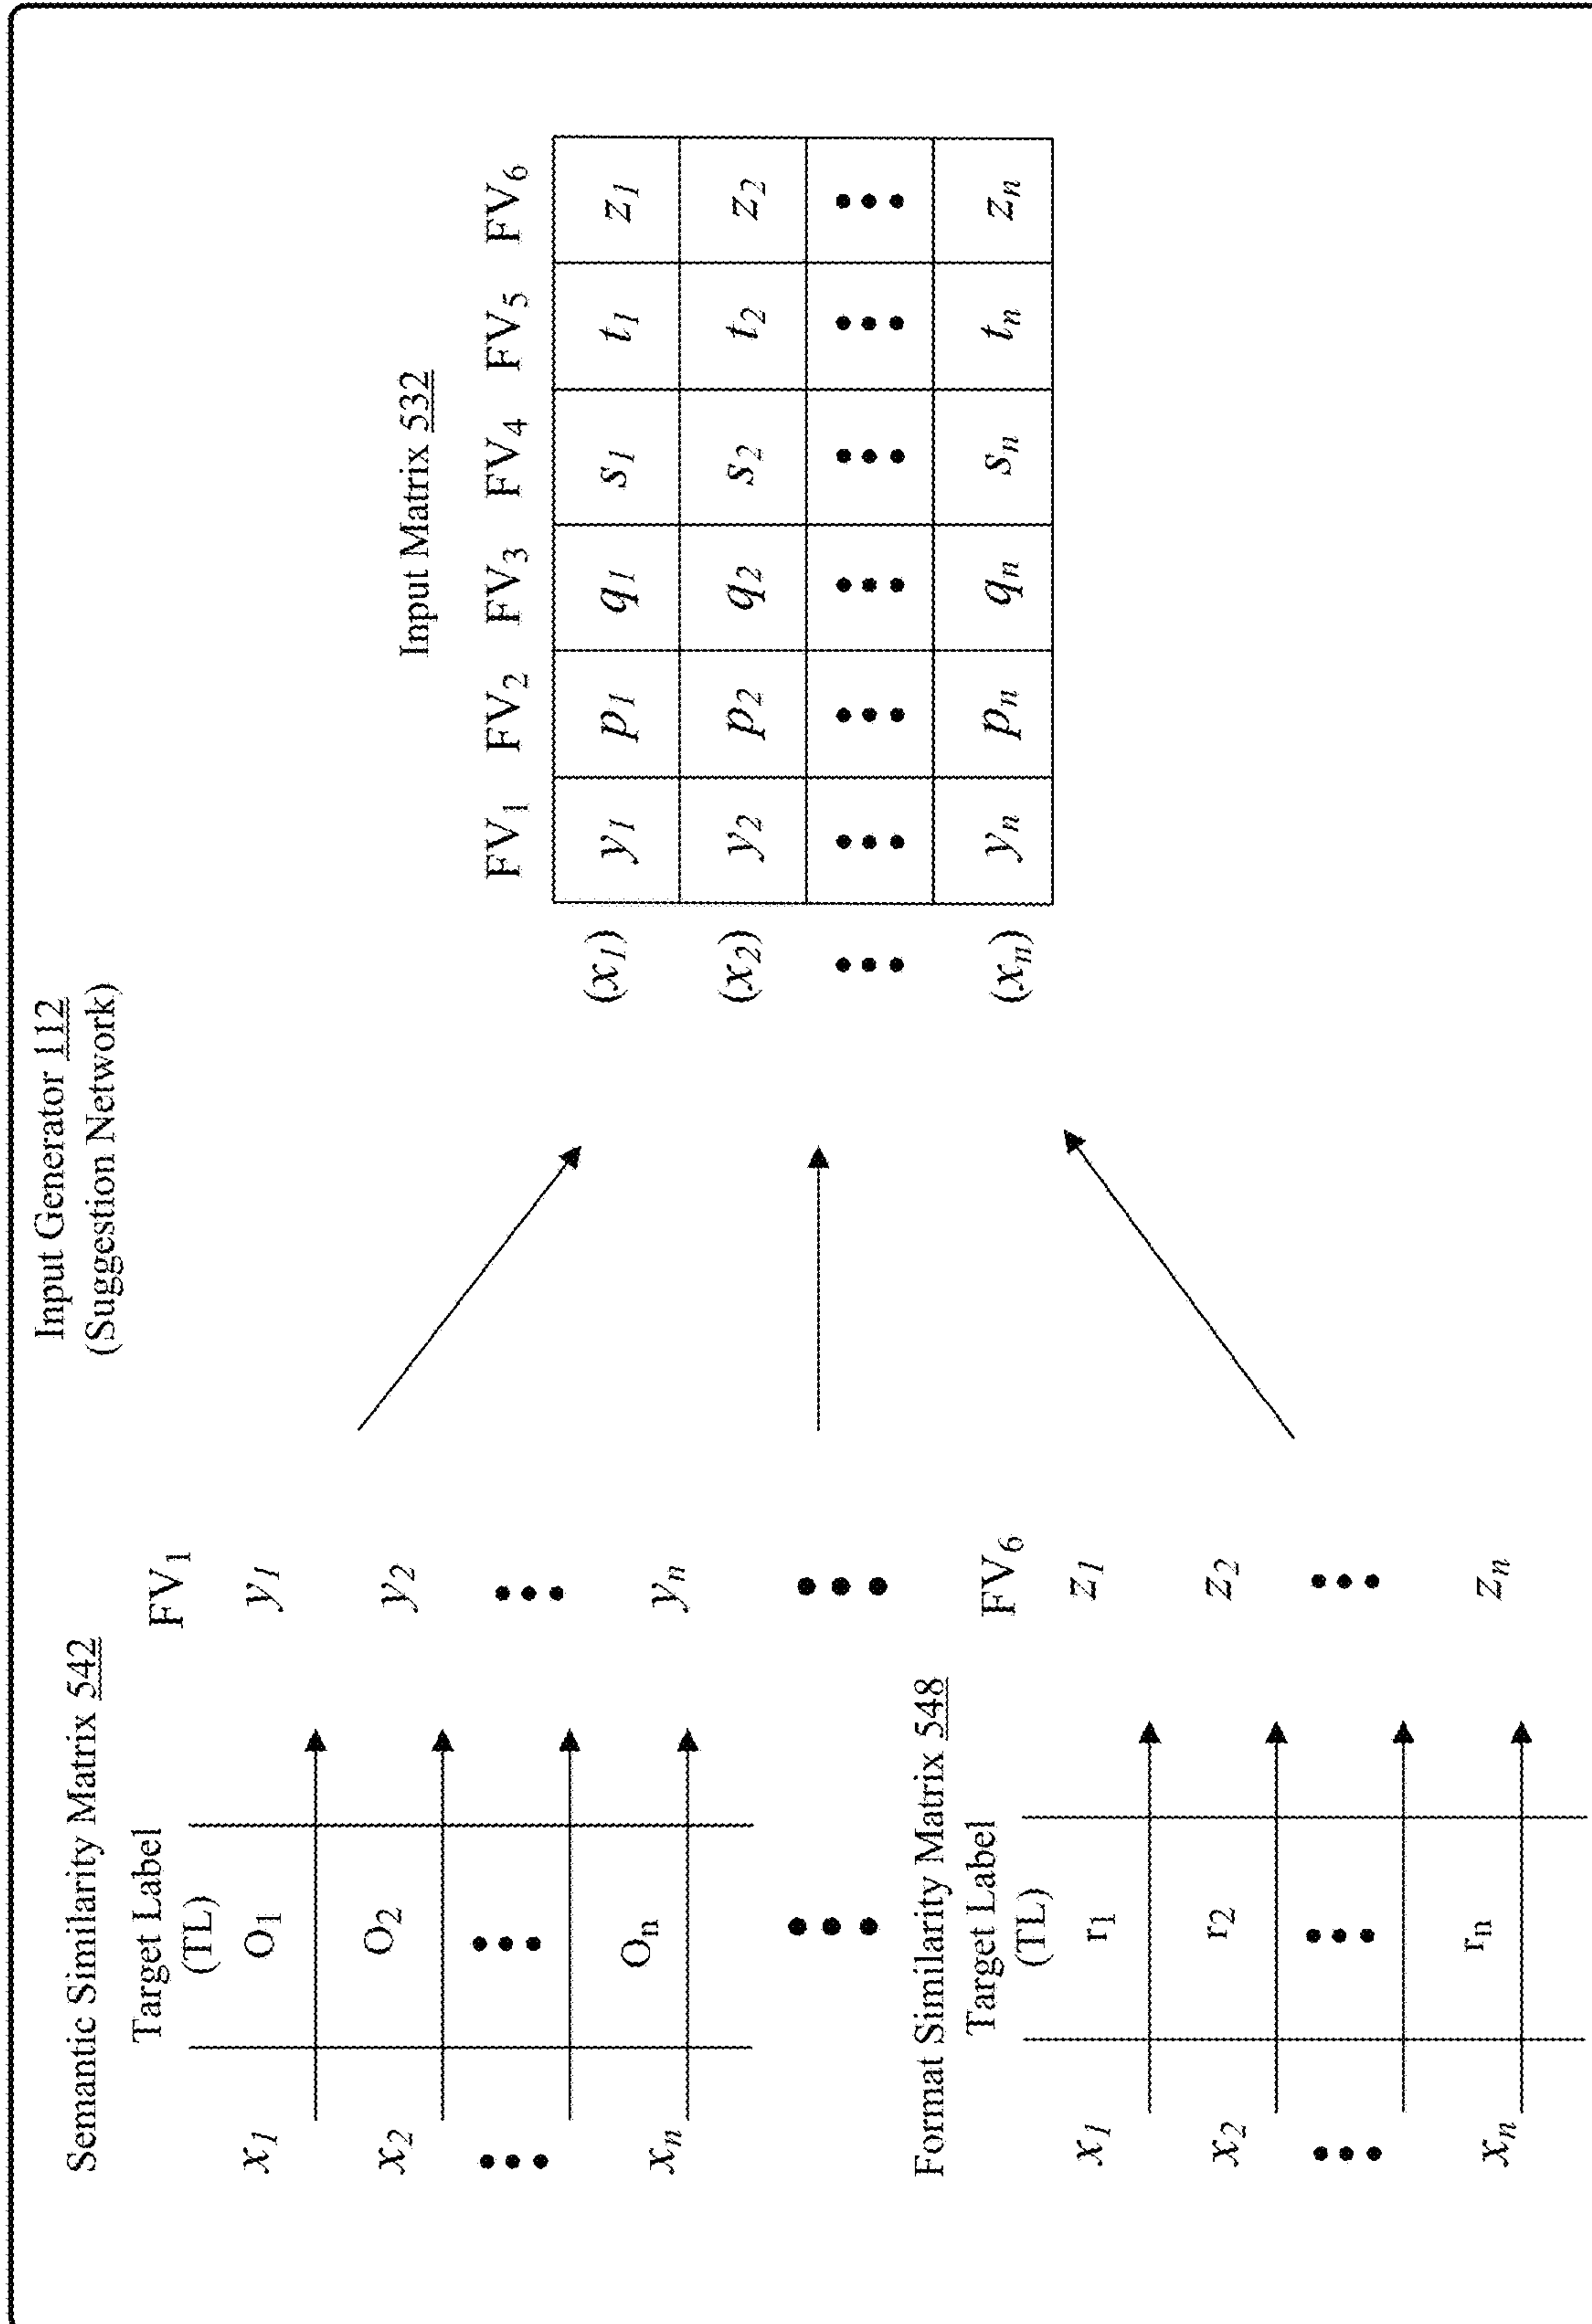 Input Generator 112
(Suggestion Network)
Semantic Similarity Matrix 542
Target Label
(TL)
FV1
x1 O1 y1
x2 O2 y2
••• ••• •••
xn On yn
••• •••
Format Similarity Matrix 548
Target Label
(TL)
FV6
x1 r1 z1
x2 r2 z2
••• ••• •••
xn rn zn
Input Matrix 532
FV1 FV2 FV3 FV4 FV5 FV6
(x1) y1 p1 q1 s1 t1 z1
(x2) y2 p2 q2 s2 t2 z2
••• ••• ••• ••• ••• ••• •••
(xn) yn pn qn sn tn zn